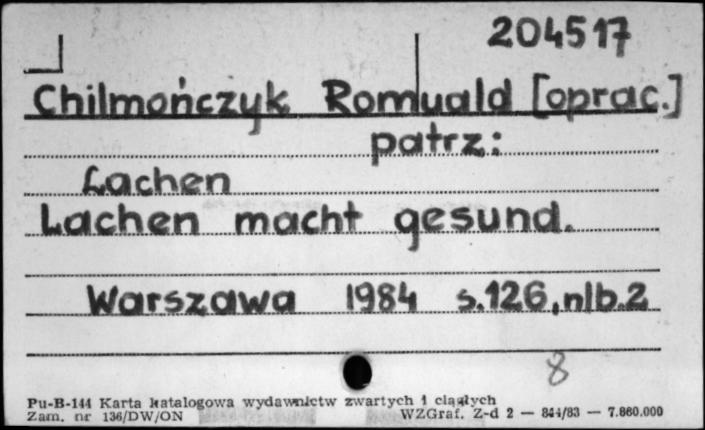 204517
Chilmończyk Romuald [oprac.]
patrz:
Lachen
Lachen macht gesund.
Warszawa 1984 s.126, nlb.2
8
Pu-B-144 Karta katalogowa wydawnictw zwartych i ciągłych
Zam. nr 136/DW/ON WZGraf. Z-d 2 — 844/83 — 7.860.000